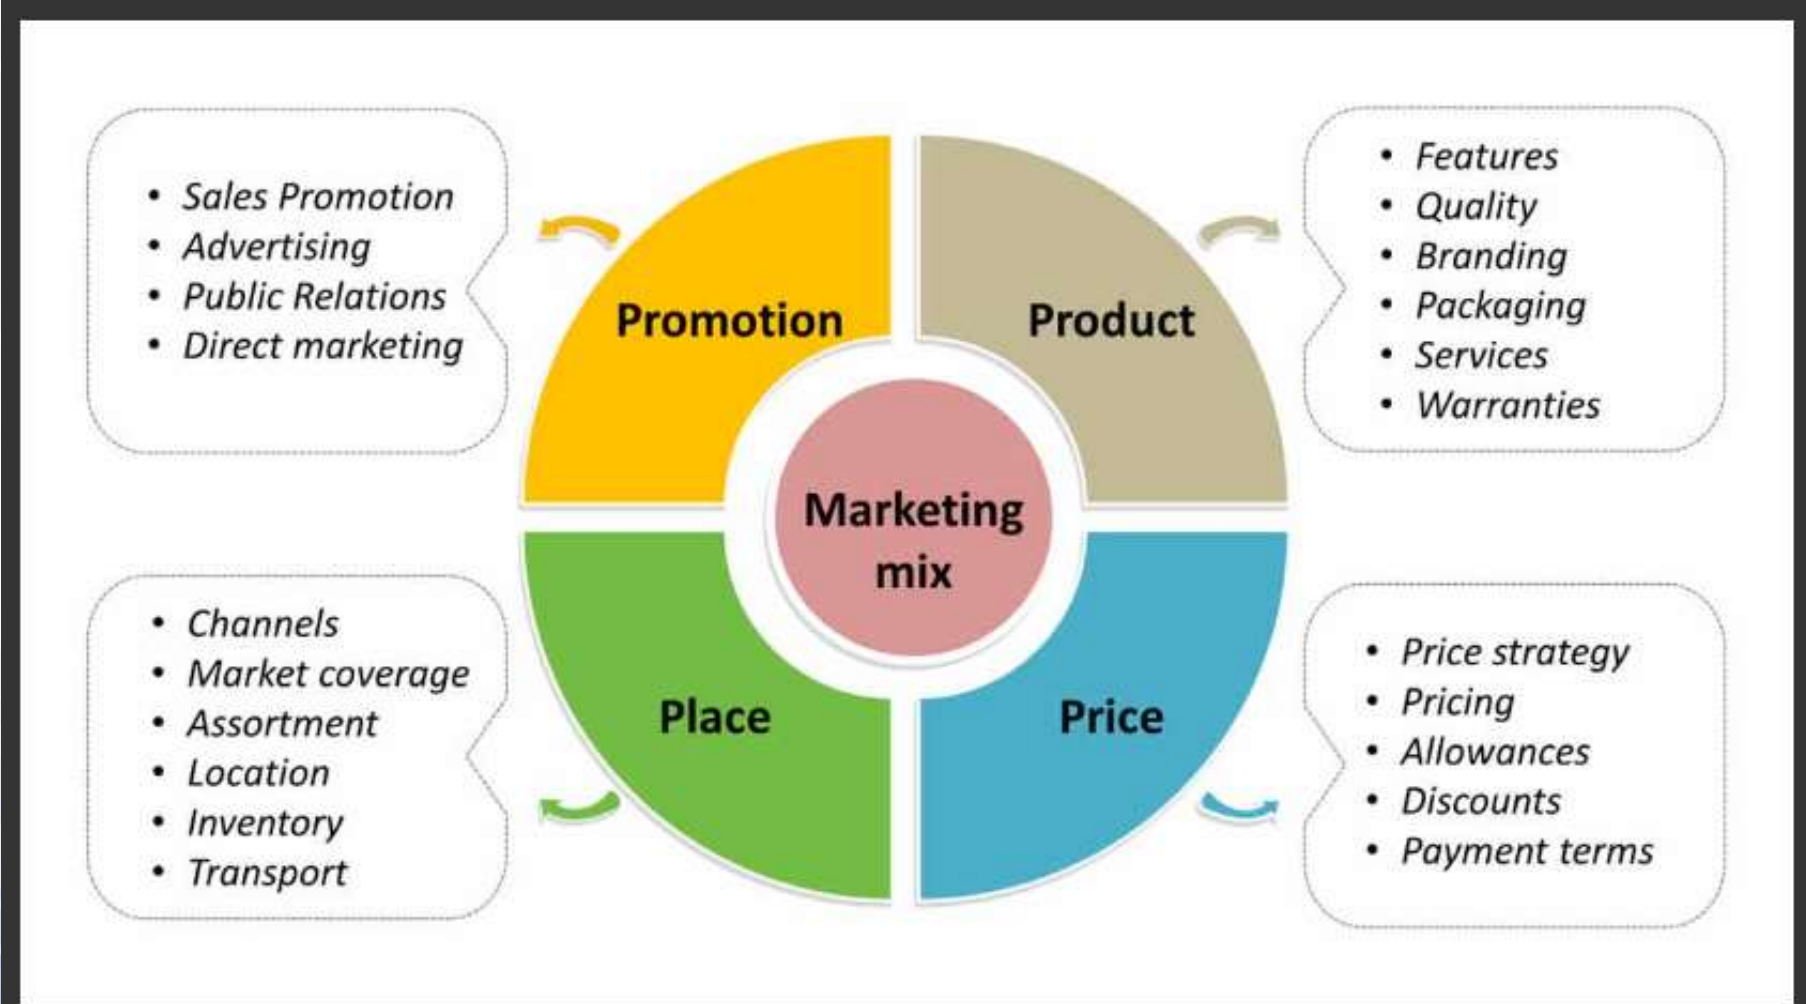 • Sales Promotion
• Advertising
• Public Relations
• Direct marketing
Promotion
Product
• Features
• Quality
• Branding
• Packaging
• Services
• Warranties
Marketing
mix
• Channels
• Market coverage
• Assortment
• Location
• Inventory
• Transport
Place
Price
• Price strategy
• Pricing
• Allowances
• Discounts
• Payment terms